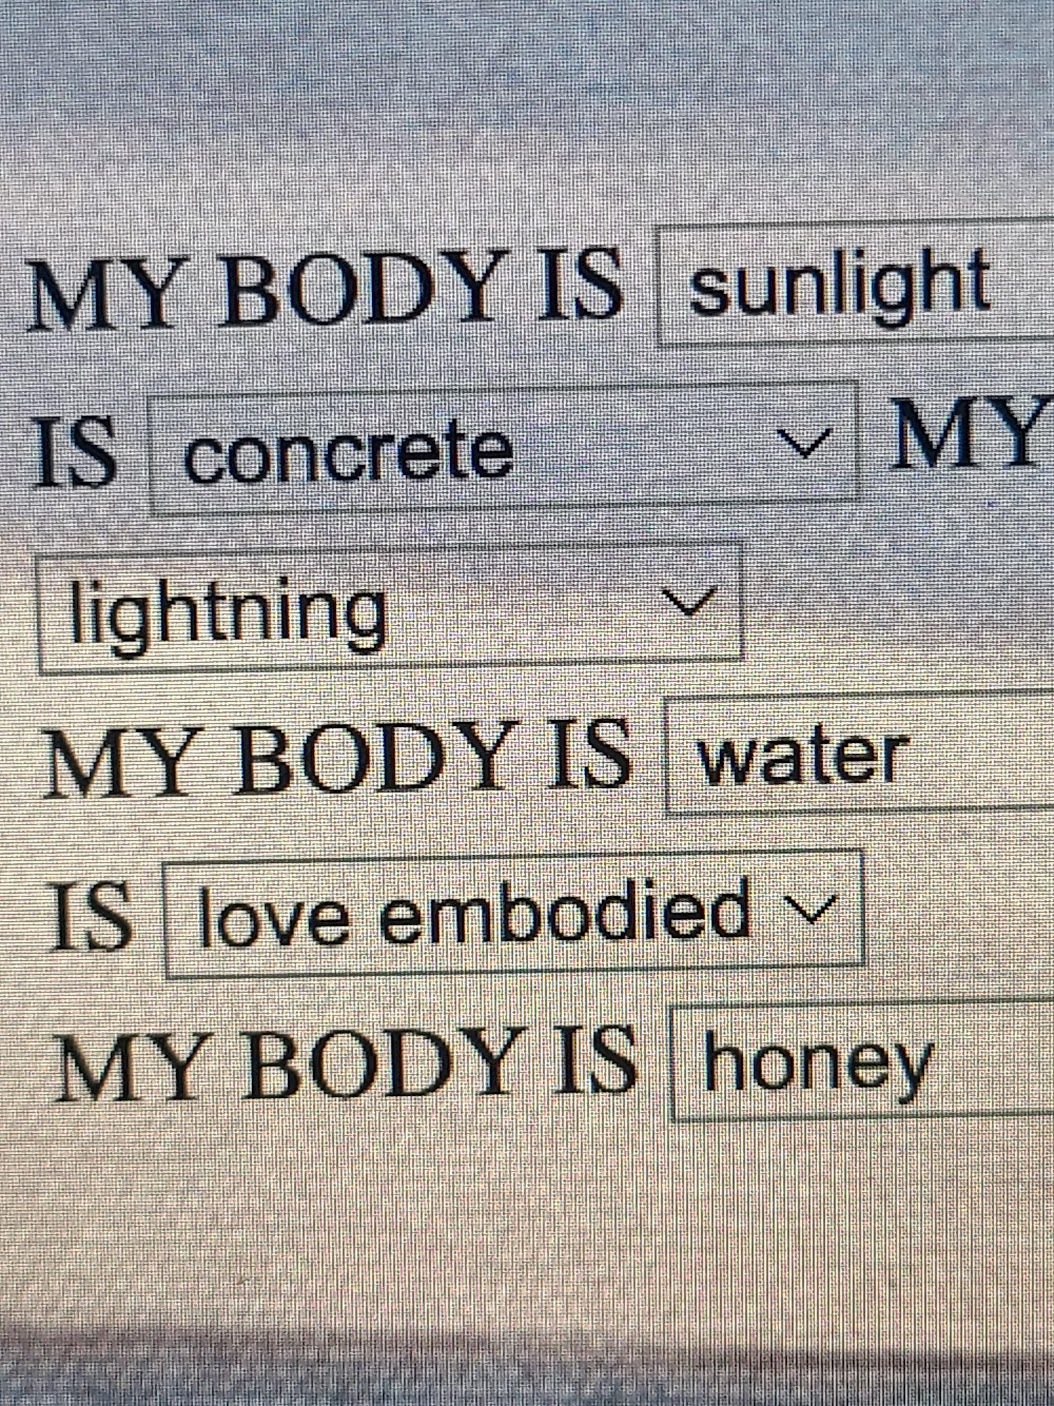 MY BODY IS sunlight
IS concrete MY
lightning
MY BODY IS water
IS love embodied
MY BODY IS honey